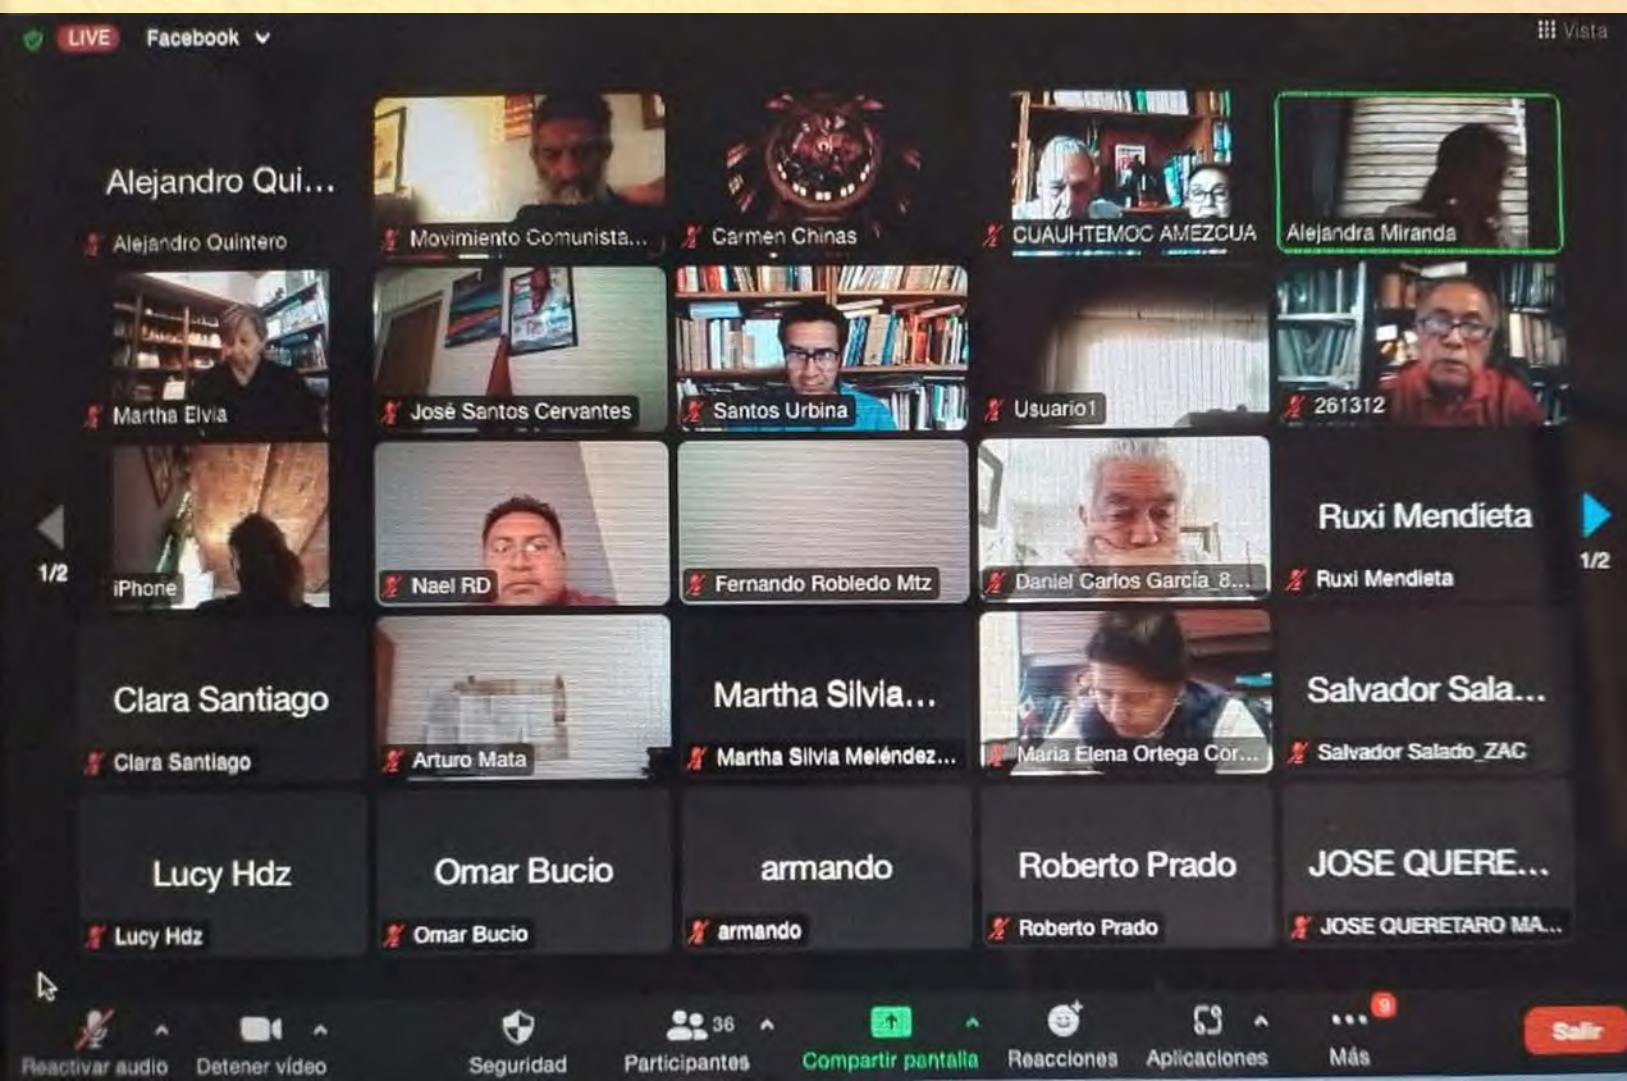 LIVE Facebook
Vista
Alejandro Qui...
Alejandro Quintero
Movimiento Comunista...
Carmen Chinas
CUAUHTEMOC AMEZCUA
Alejandra Miranda
Martha Elvia
José Santos Cervantes
Santos Urbina
Usuario1
261312
1/2
iPhone
Nael RD
Fernando Robledo Mtz
Daniel Carlos García_8...
Ruxi Mendieta
Ruxi Mendieta
1/2
Clara Santiago
Clara Santiago
Arturo Mata
Martha Silvia...
Martha Silvia Meléndez...
Maria Elena Ortega Cor...
Salvador Sala...
Salvador Salado_ZAC
Lucy Hdz
Lucy Hdz
Omar Bucio
Omar Bucio
armando
armando
Roberto Prado
Roberto Prado
JOSE QUERE...
JOSE QUERETARO MA...
Reactivar audio
Detener vídeo
Seguridad
36
Participantes
Compartir pantalla
Reacciones
Aplicaciones
9
Más
Salir